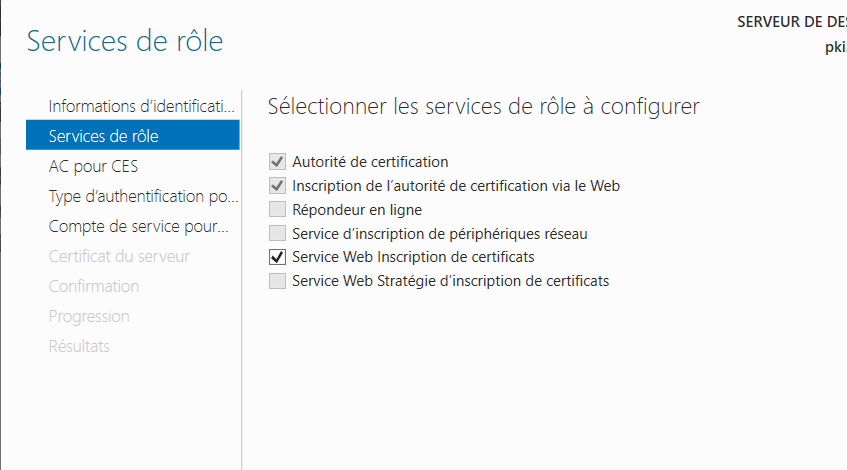 Services de rôle
SERVEUR DE DES
pki.
Informations d'identificati...
Services de rôle
AC pour CES
Type d'authentification po...
Compte de service pour...
Certificat du serveur
Confirmation
Progression
Résultats
Sélectionner les services de rôle à configurer
Autorité de certification
Inscription de l'autorité de certification via le Web
Répondeur en ligne
Service d'inscription de périphériques réseau
Service Web Inscription de certificats
Service Web Stratégie d'inscription de certificats